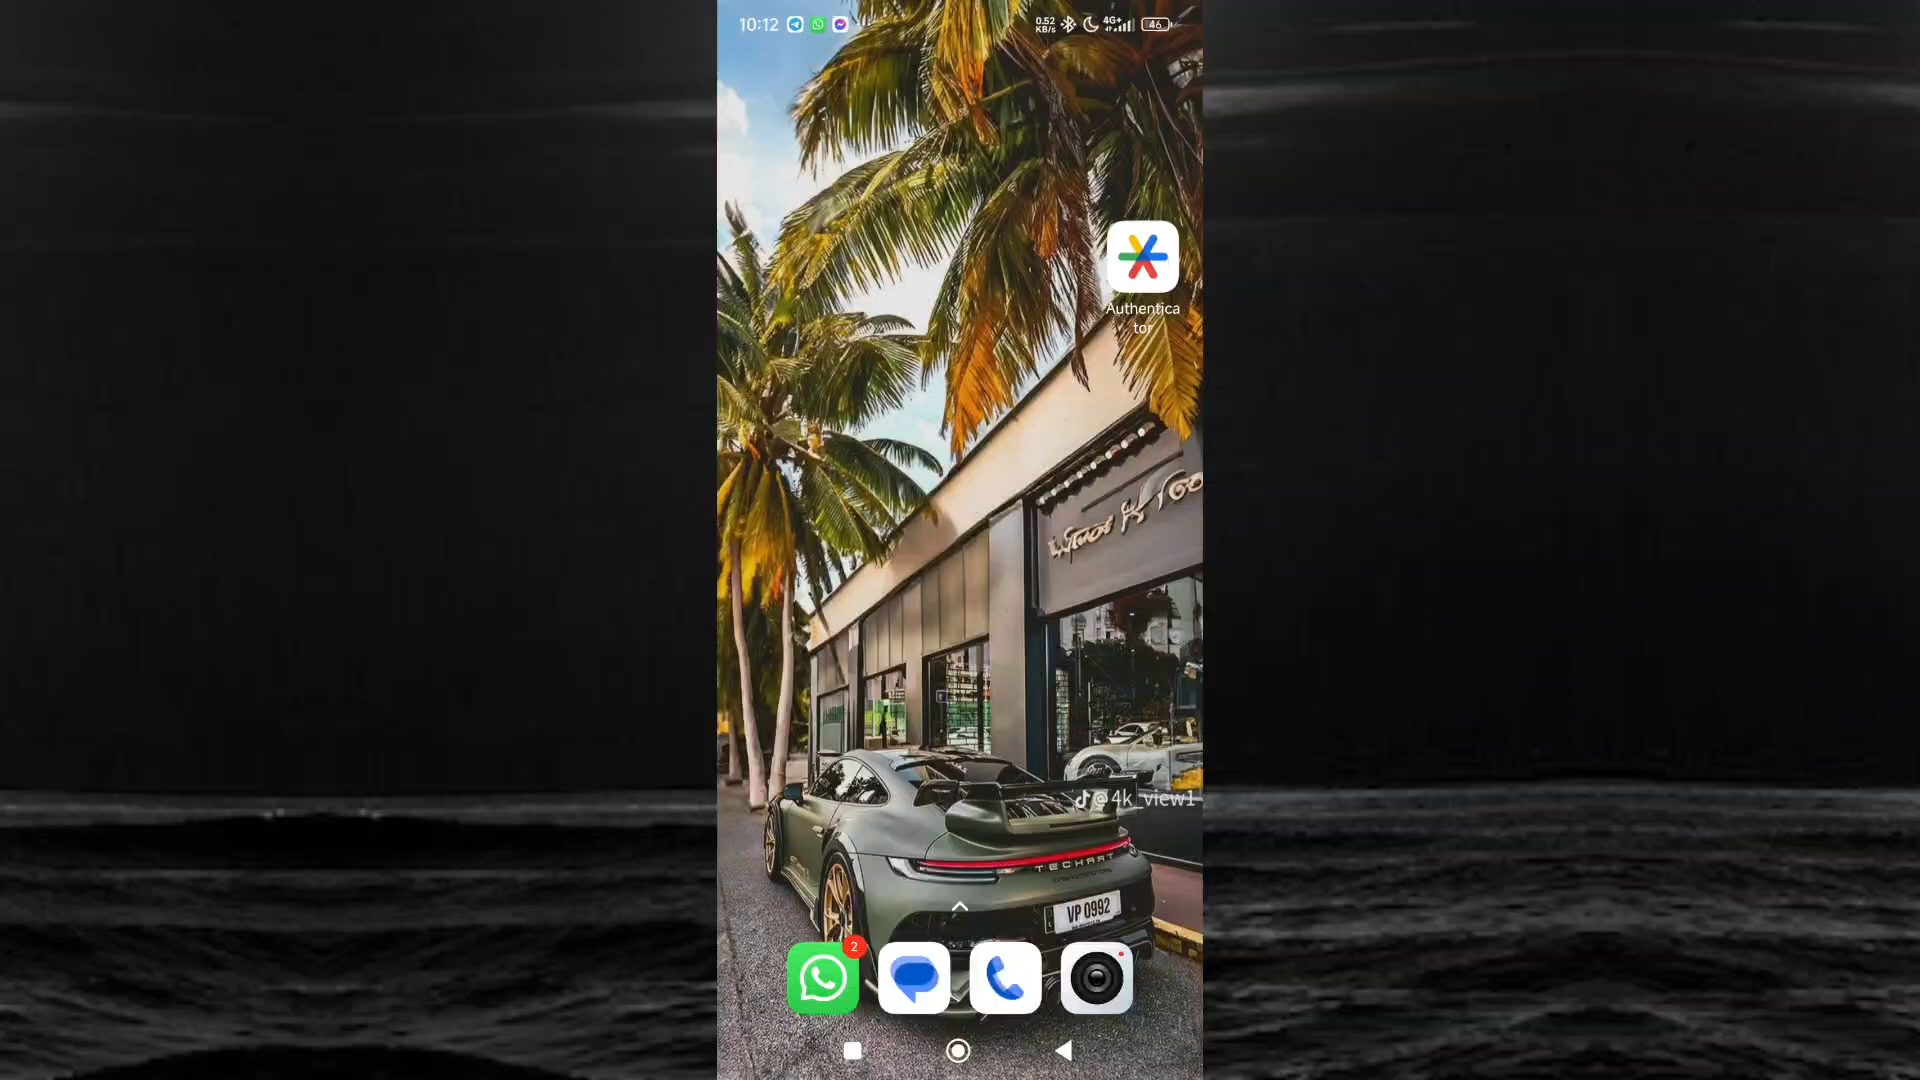 10:12
0.52
KB/s
4G+
46
Authentica
tor
@4k_view1
TECHART
VP 0992
2